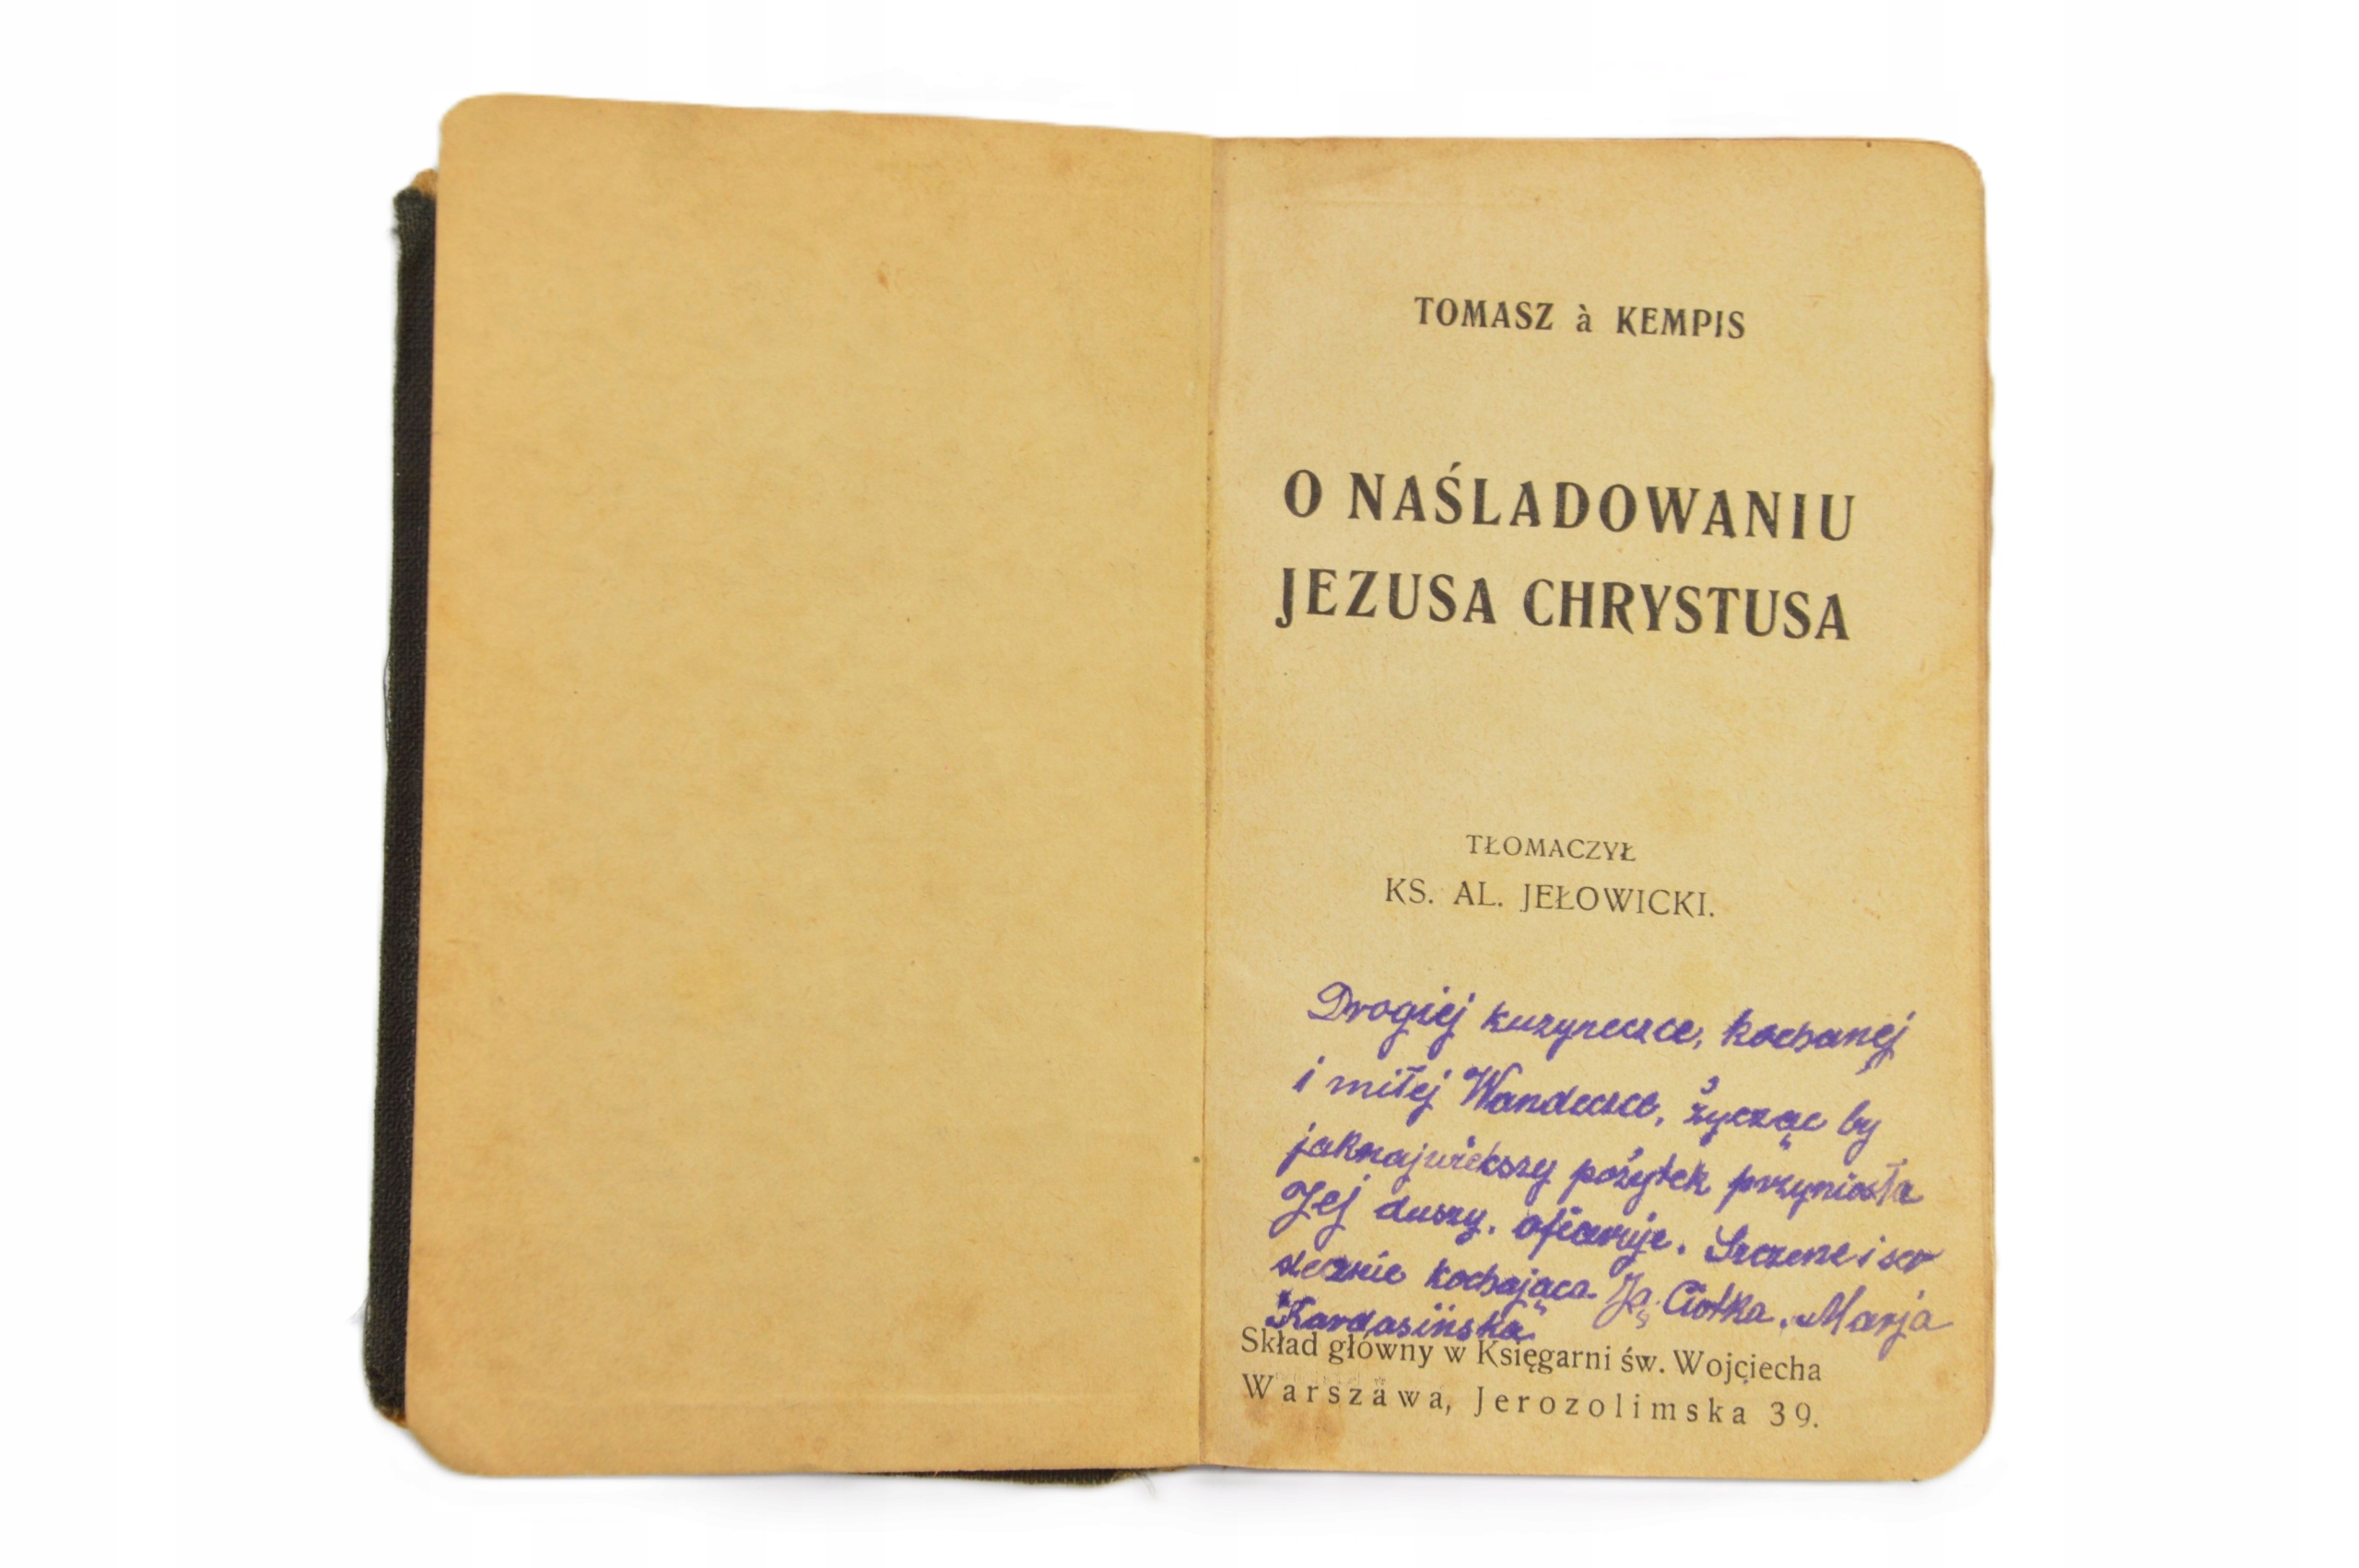 TOMASZ à KEMPIS
O NAŚLADOWANIU
JEZUSA CHRYSTUSA
TŁOMACZYŁ
KS. AL. JEŁOWICKI.
Drogiej kuzyneczce, kochanej
i miłej Wandeczce, życząc by
jaknajwiększy pożytek przyniosła
Jej duszy. ofiaruje. Szczerze i ser
decznie kochająca Ją Ciotka. Marja
Kardasińska
Skład główny w Księgarni św. Wojciecha
Warszawa, Jerozolimska 39.